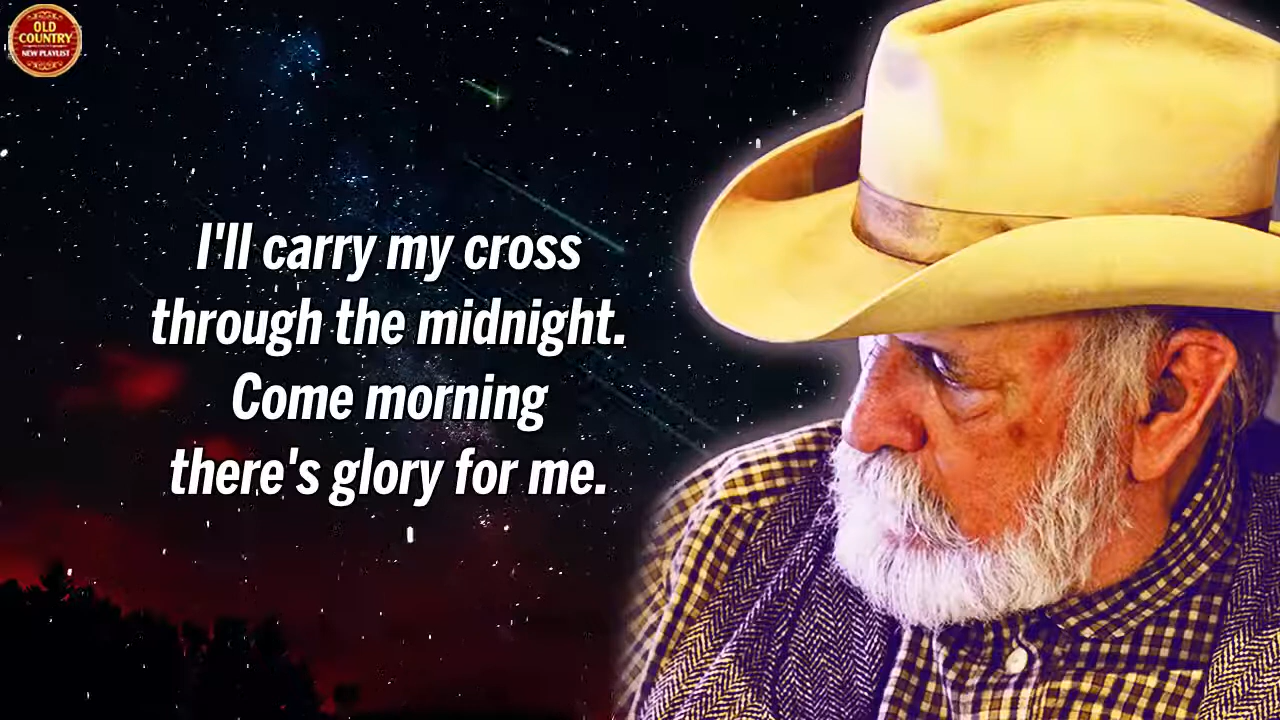 OLD
COUNTRY
NEW PLAYLIST
I'll carry my cross
through the midnight.
Come morning
there's glory for me.